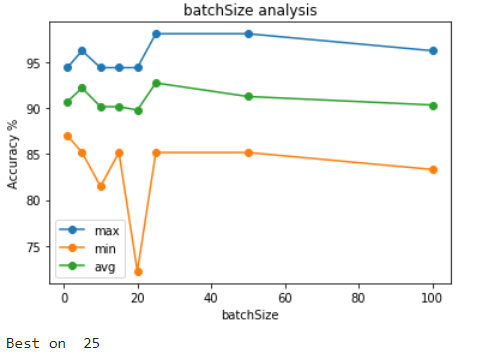 batchSize analysis
Accuracy %
95
90
85
80
75
max
min
avg
0 20 40 60 80 100
batchSize
Best on  25